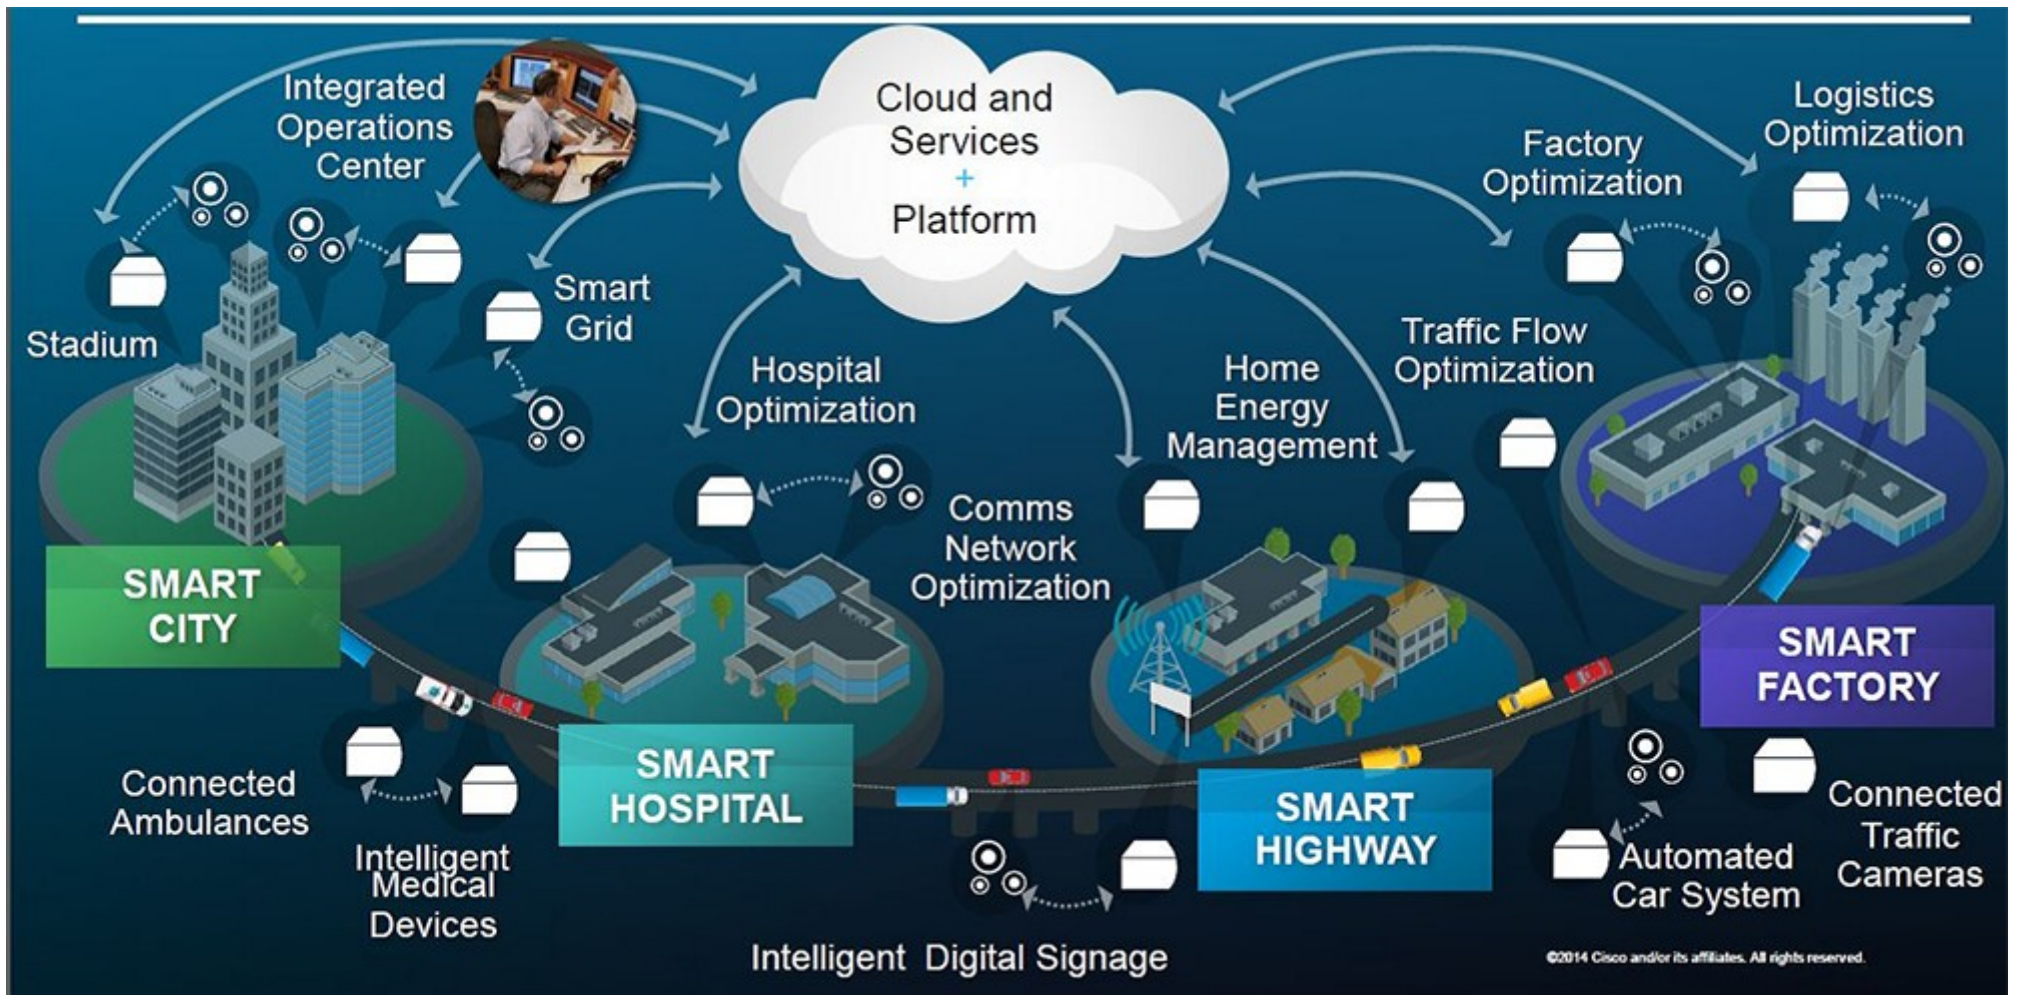 Integrated
Operations
Center
Cloud and
Services
+
Platform
Logistics
Optimization
Factory
Optimization
Stadium
Smart
Grid
Hospital
Optimization
Home
Energy
Management
Traffic Flow
Optimization
Comms
Network
Optimization
SMART
CITY
SMART
HOSPITAL
SMART
HIGHWAY
SMART
FACTORY
Connected
Ambulances
Intelligent
Medical
Devices
Intelligent Digital Signage
Automated
Car System
Connected
Traffic
Cameras
©2014 Cisco and/or its affiliates. All rights reserved.